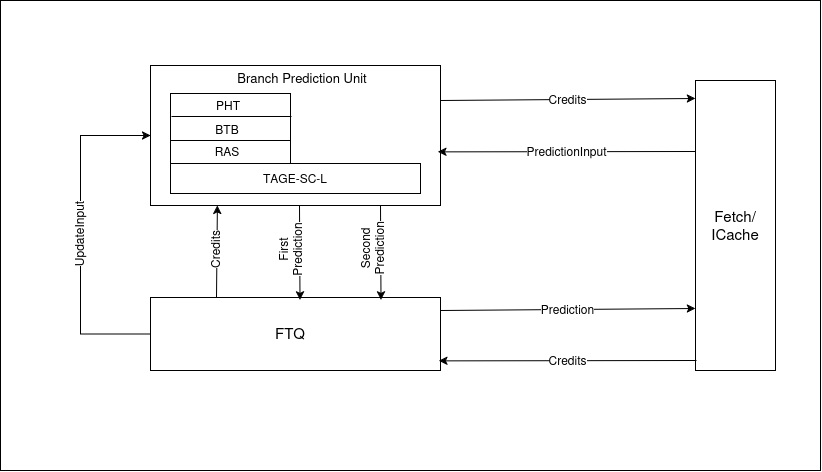 Branch Prediction Unit
PHT
BTB
RAS
TAGE-SC-L
Credits
PredictionInput
Fetch/
ICache
UpdateInput
Credits
First
Prediction
Second
Prediction
FTQ
Prediction
Credits